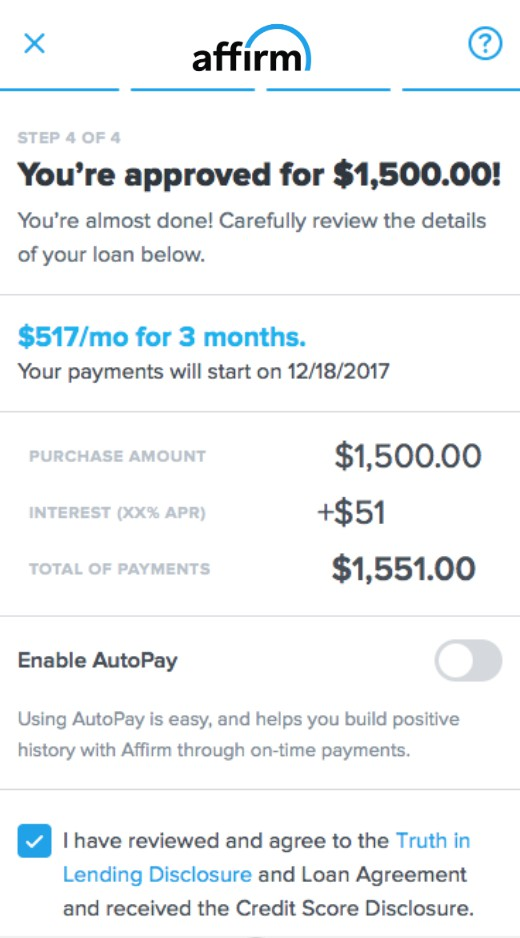 affirm
?
STEP 4 OF 4
You're approved for $1,500.00!
You're almost done! Carefully review the details
of your loan below.
$517/mo for 3 months.
Your payments will start on 12/18/2017
PURCHASE AMOUNT $1,500.00
INTEREST (XX% APR) +$51
TOTAL OF PAYMENTS $1,551.00
Enable AutoPay
Using AutoPay is easy, and helps you build positive
history with Affirm through on-time payments.
I have reviewed and agree to the Truth in
Lending Disclosure and Loan Agreement
and received the Credit Score Disclosure.